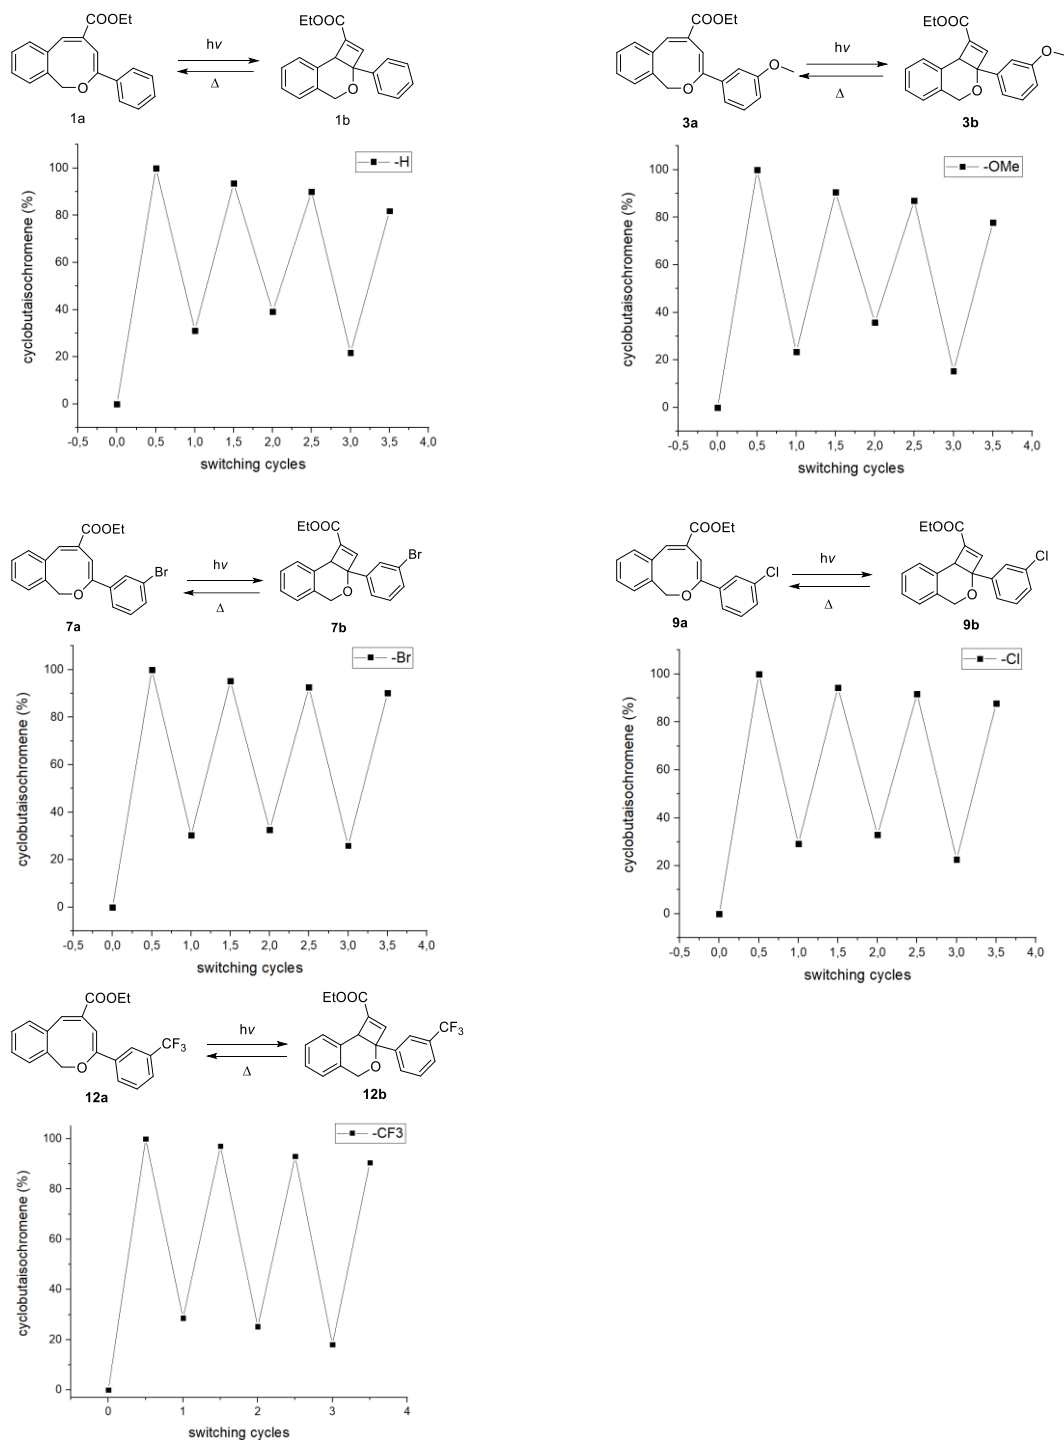 COOEt
EtOOC
hν
Δ
O
O
1a
1b
-H
cyclobutaisochromene (%)
100
80
60
40
20
0
-0,5 0,0 0,5 1,0 1,5 2,0 2,5 3,0 3,5 4,0
switching cycles
COOEt
EtOOC
hν
Δ
O
O
O
O
3a
3b
-OMe
cyclobutaisochromene (%)
100
80
60
40
20
0
-0,5 0,0 0,5 1,0 1,5 2,0 2,5 3,0 3,5 4,0
switching cycles
COOEt
EtOOC
Br
Br
hν
Δ
O
O
7a
7b
-Br
cyclobutaisochromene (%)
100
80
60
40
20
0
-0,5 0,0 0,5 1,0 1,5 2,0 2,5 3,0 3,5 4,0
switching cycles
COOEt
EtOOC
Cl
Cl
hν
Δ
O
O
9a
9b
-Cl
cyclobutaisochromene (%)
100
80
60
40
20
0
-0,5 0,0 0,5 1,0 1,5 2,0 2,5 3,0 3,5 4,0
switching cycles
COOEt
EtOOC
CF3
CF3
hν
Δ
O
O
12a
12b
-CF3
cyclobutaisochromene (%)
100
80
60
40
20
0
0 1 2 3 4
switching cycles